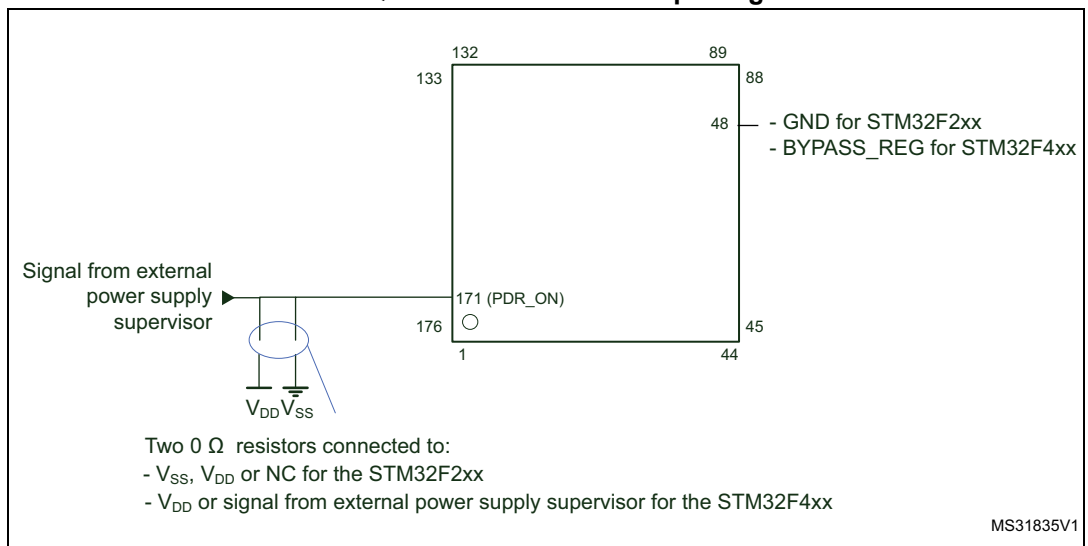 132
89
133
88
48
- GND for STM32F2xx
- BYPASS_REG for STM32F4xx
Signal from external
power supply
supervisor
171 (PDR_ON)
176
45
1
44
VDD VSS
Two 0 Ω resistors connected to:
- VSS, VDD or NC for the STM32F2xx
- VDD or signal from external power supply supervisor for the STM32F4xx
MS31835V1